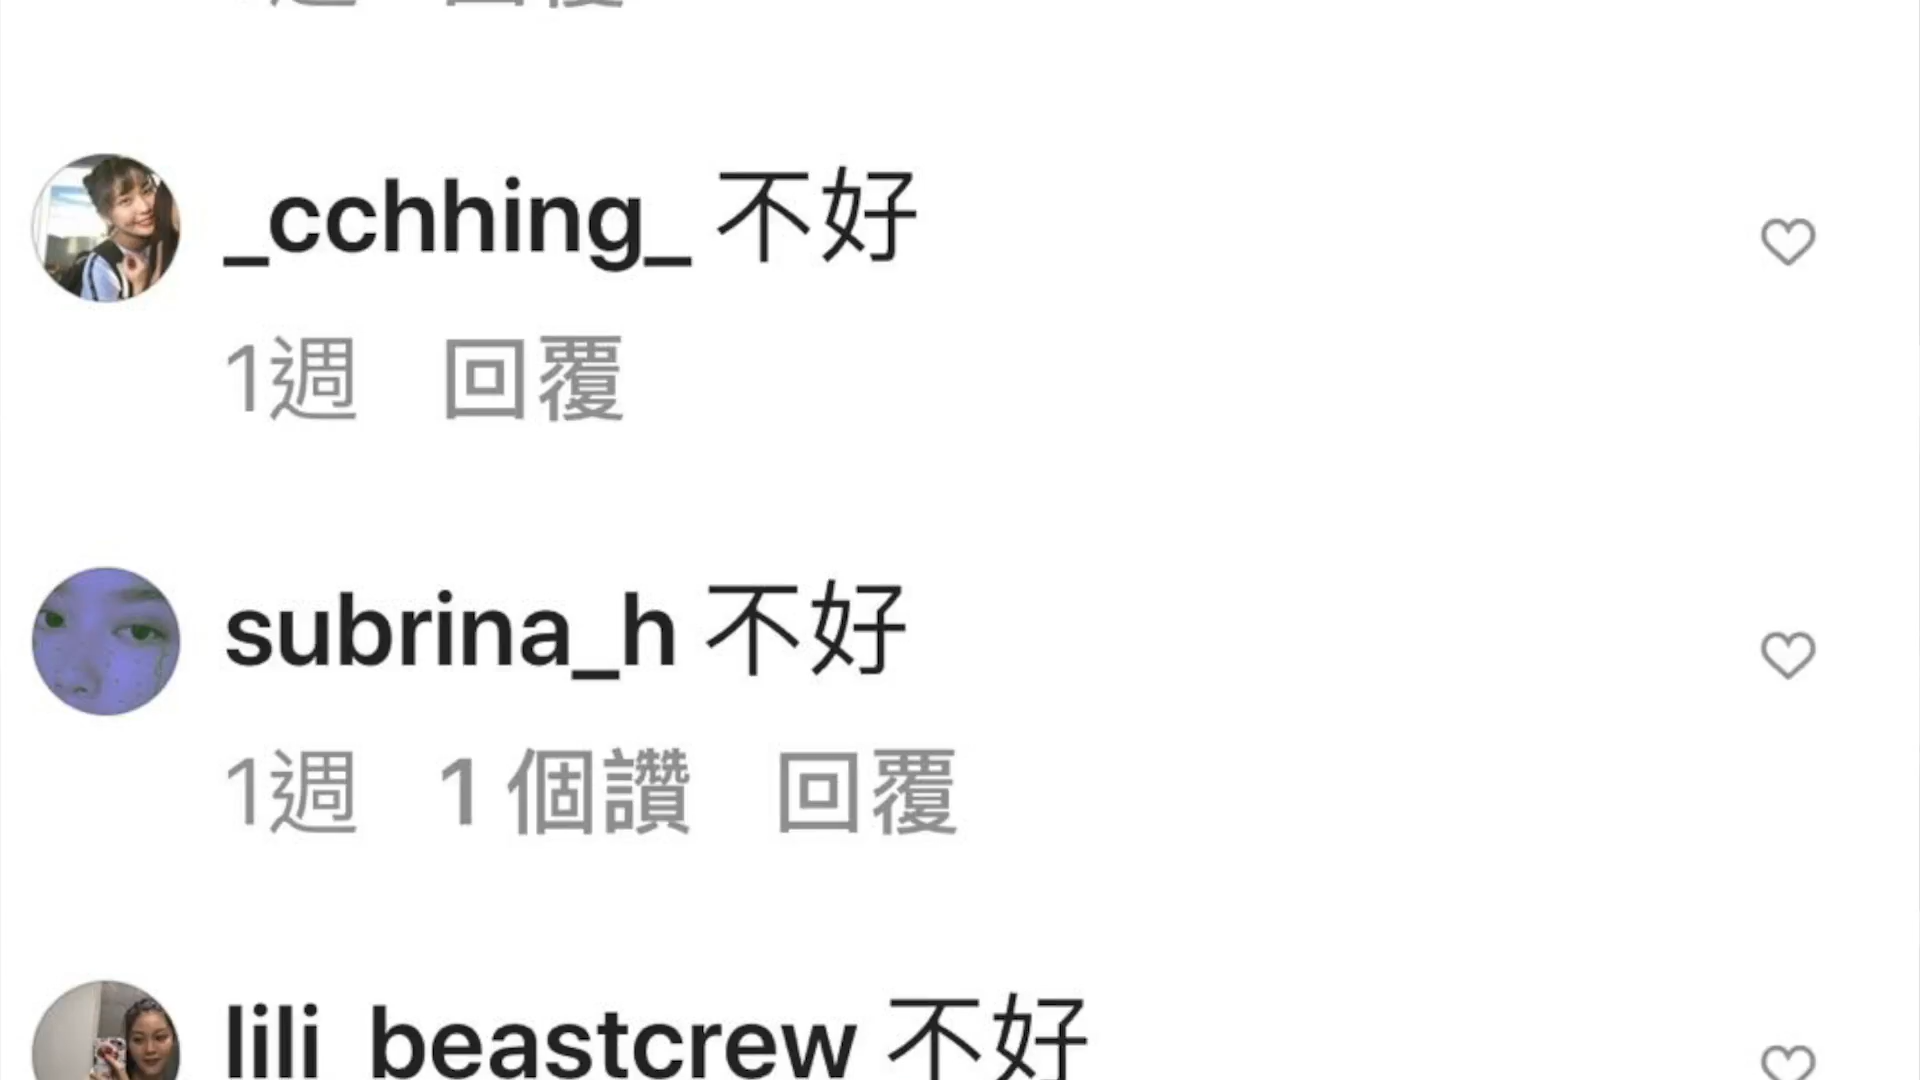 _cchhing_ 不好
1週 回覆
subrina_h 不好
1週 1個讚 回覆
lili_beastcrew 不好